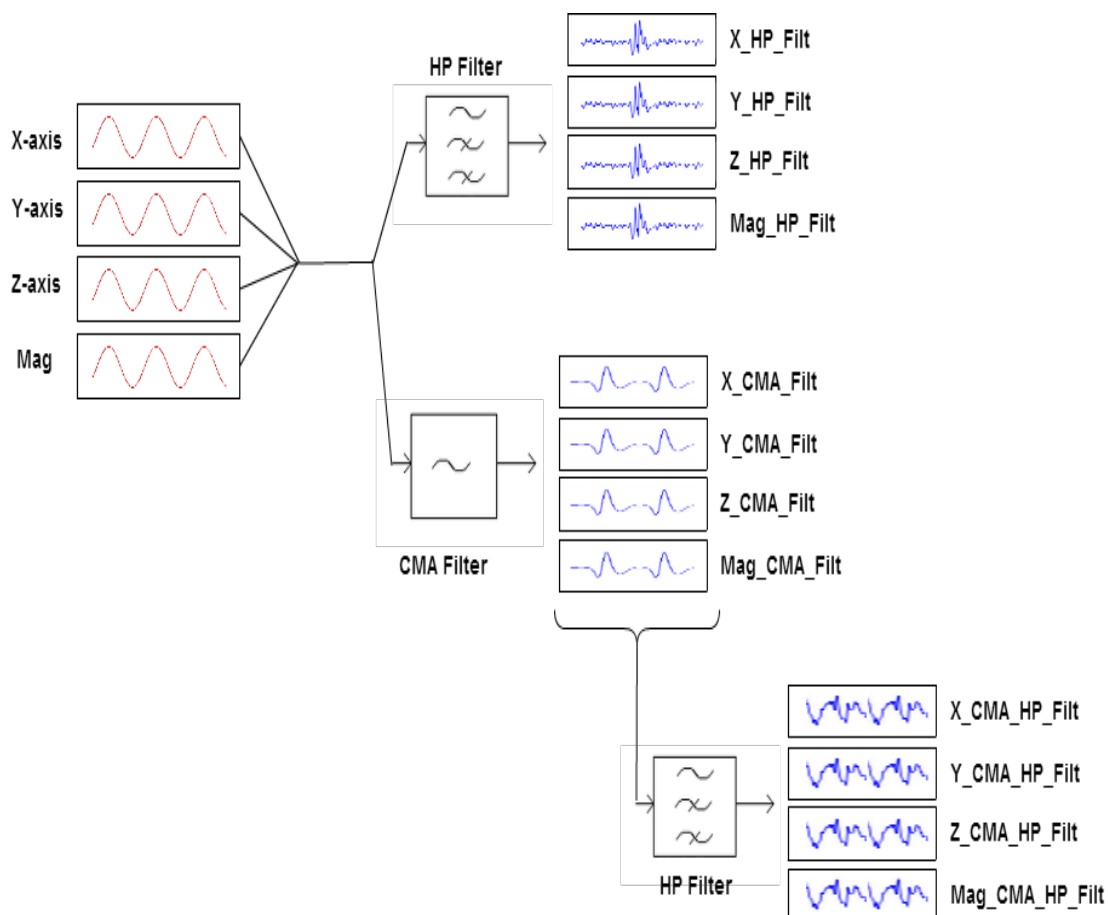 HP Filter
X_HP_Filt
Y_HP_Filt
Z_HP_Filt
Mag_HP_Filt
X-axis
Y-axis
Z-axis
Mag
CMA Filter
X_CMA_Filt
Y_CMA_Filt
Z_CMA_Filt
Mag_CMA_Filt
HP Filter
X_CMA_HP_Filt
Y_CMA_HP_Filt
Z_CMA_HP_Filt
Mag_CMA_HP_Filt